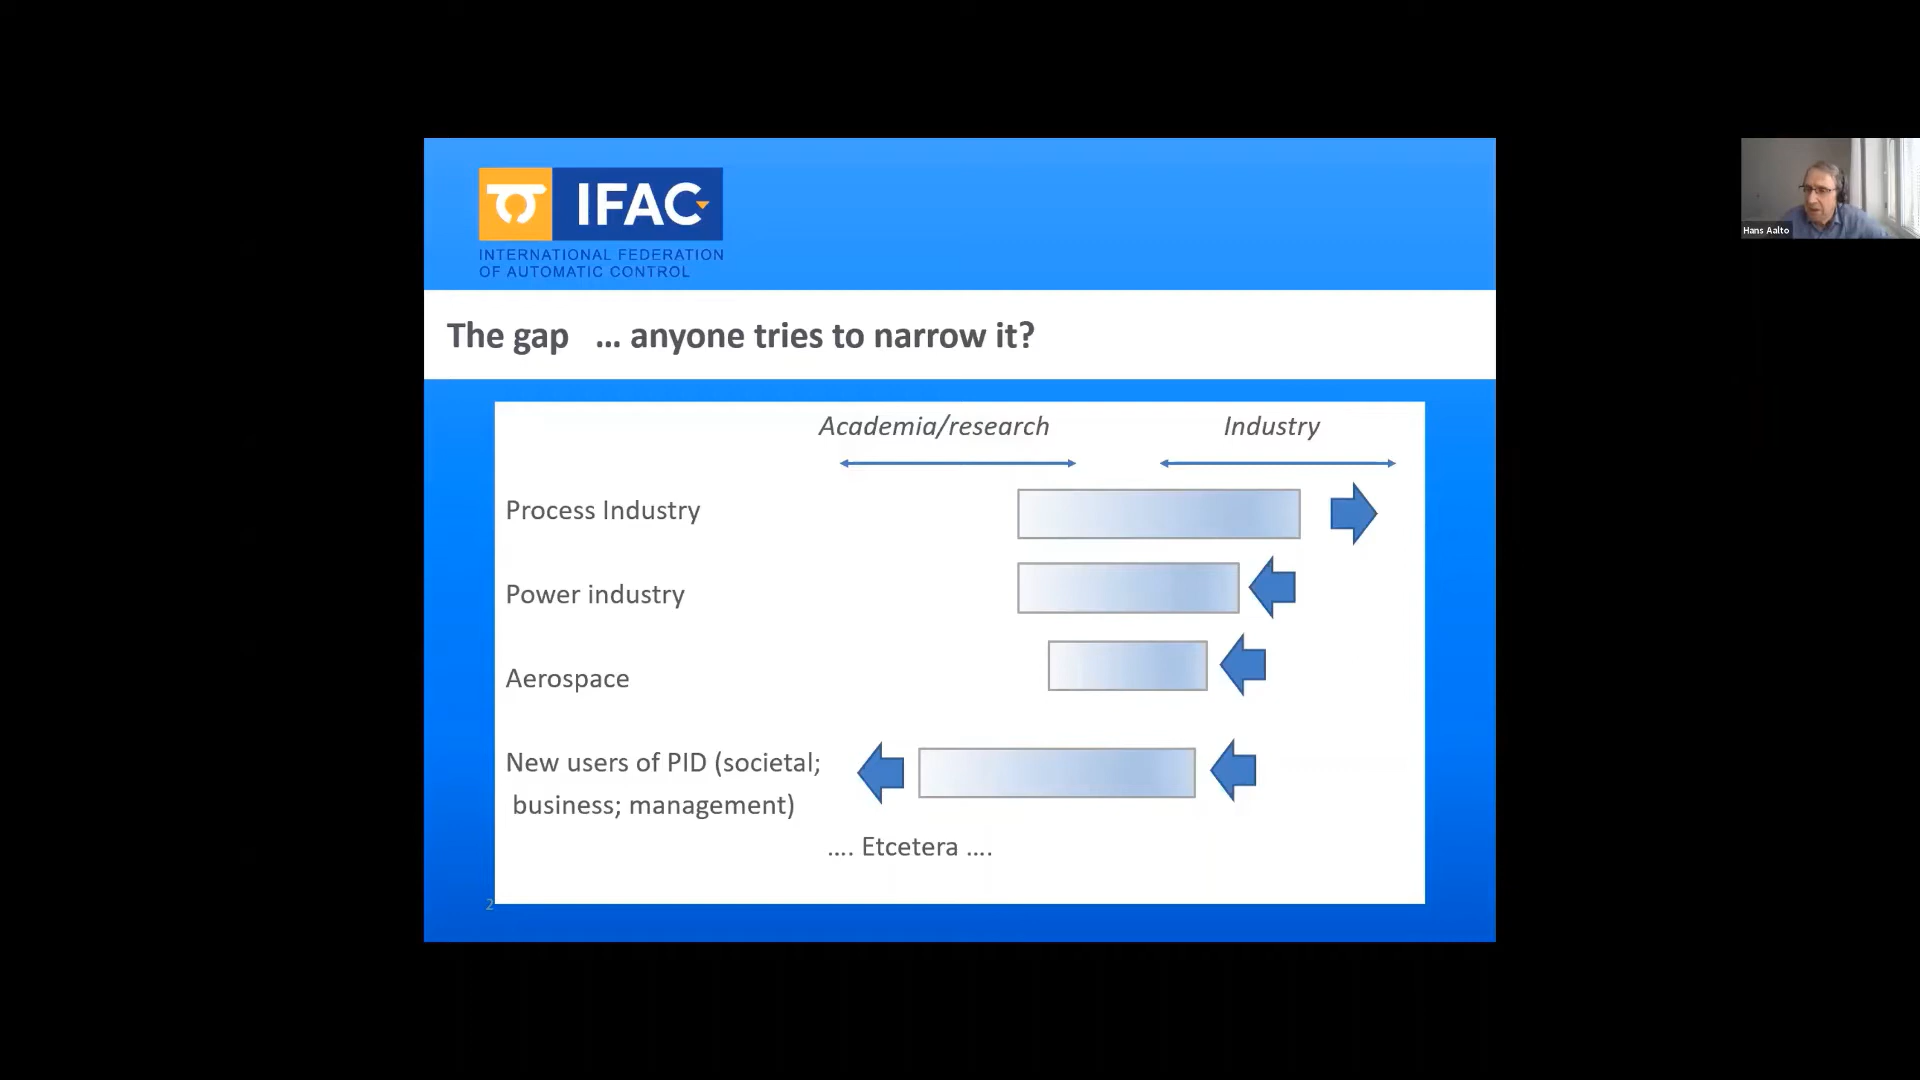 IFAC
INTERNATIONAL FEDERATION
OF AUTOMATIC CONTROL
Hans Aalto
The gap ... anyone tries to narrow it?
Academia/research
Industry
Process Industry
Power industry
Aerospace
New users of PID (societal;
business; management)
.... Etcetera ....
2